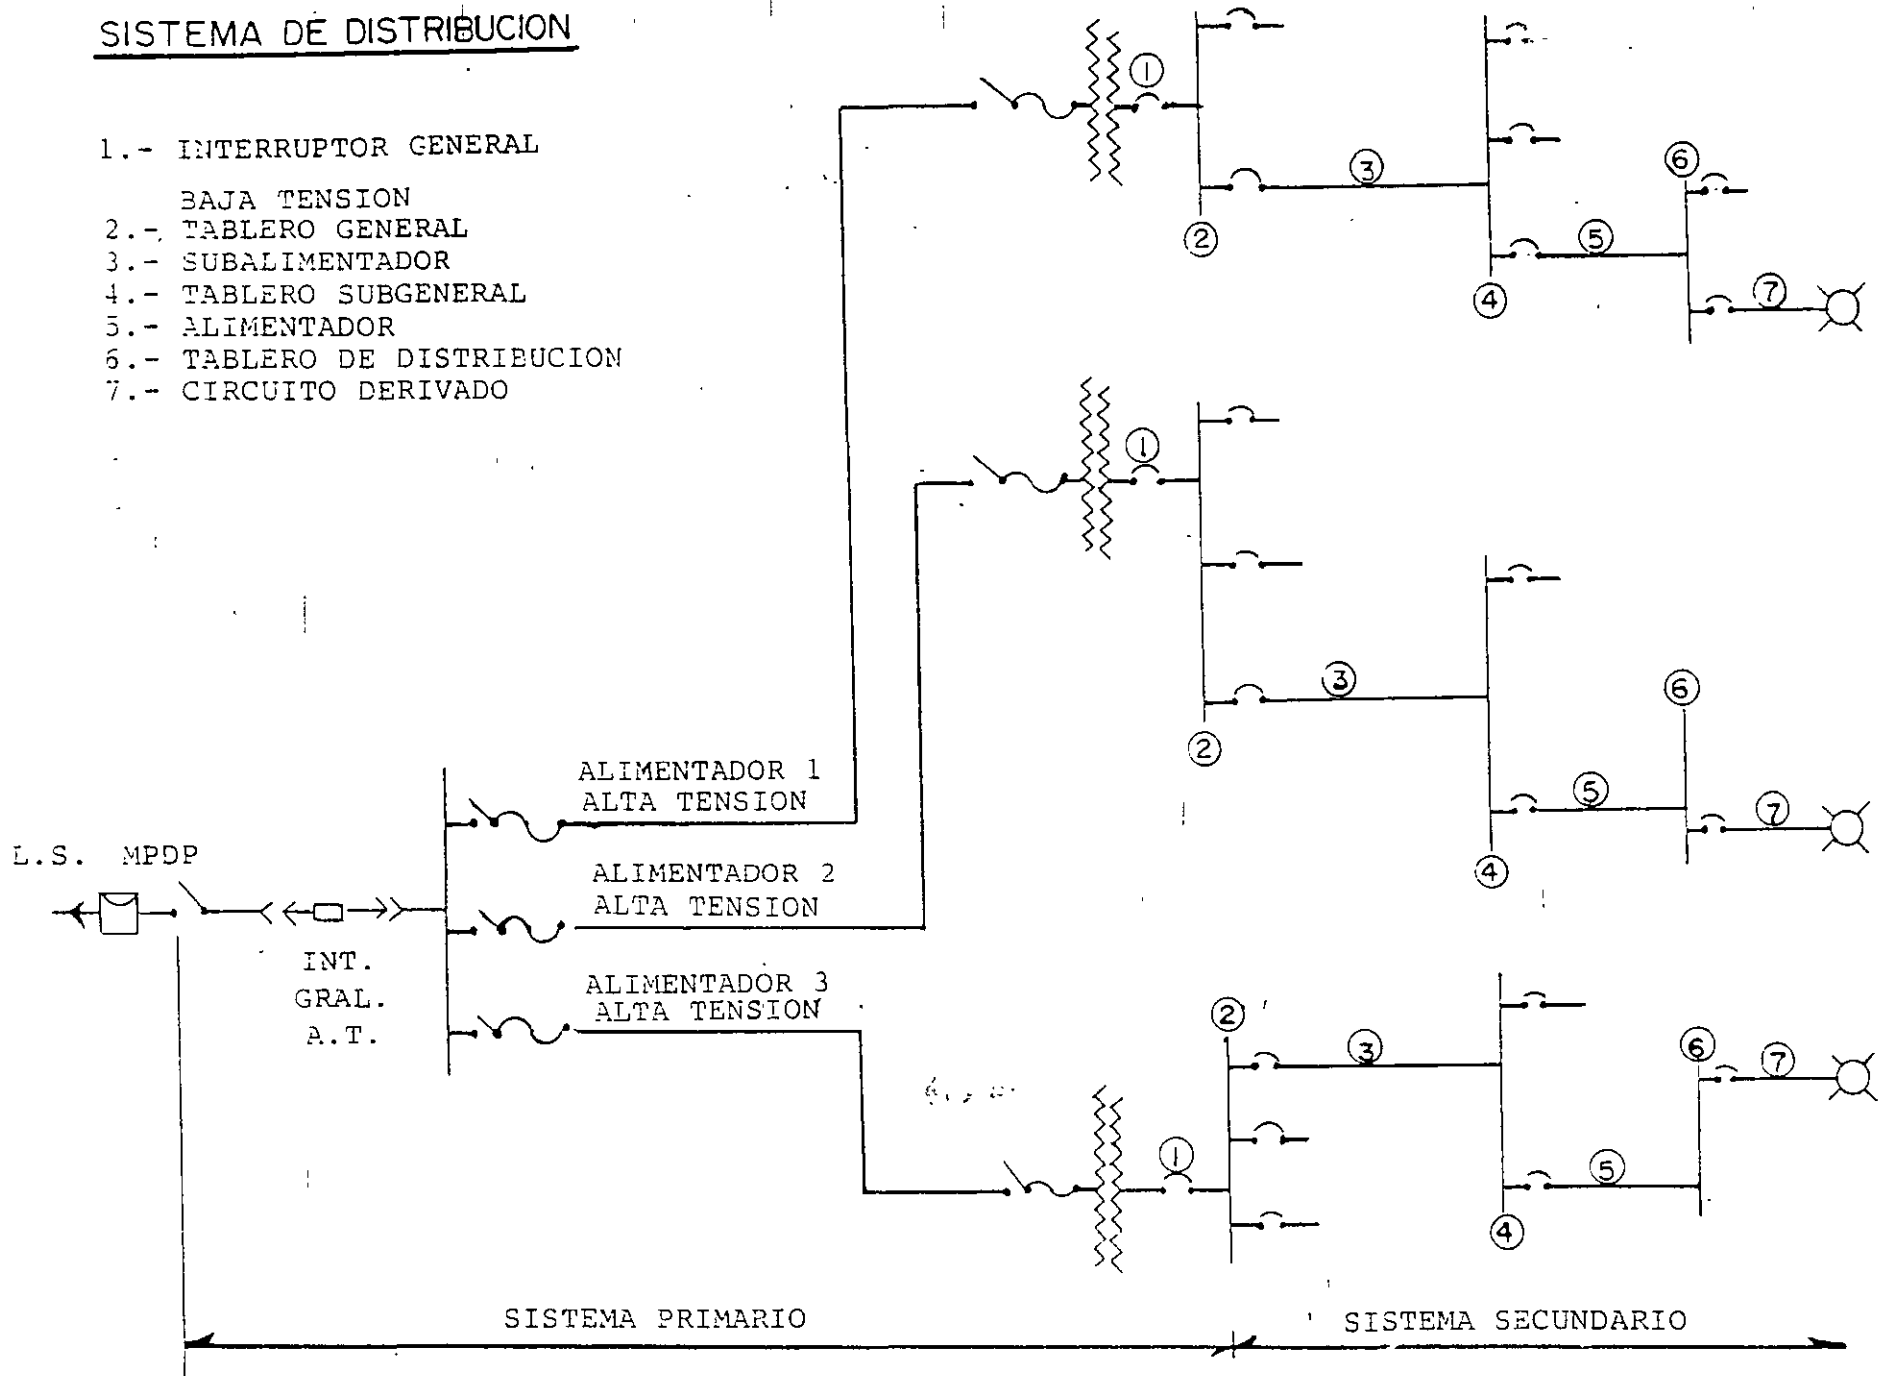 SISTEMA DE DISTRIBUCION
1.- INTERRUPTOR GENERAL
BAJA TENSION
2.- TABLERO GENERAL
3.- SUBALIMENTADOR
4.- TABLERO SUBGENERAL
5.- ALIMENTADOR
6.- TABLERO DE DISTRIBUCION
7.- CIRCUITO DERIVADO
1
2
3
4
5
6
7
1
2
3
4
5
6
7
ALIMENTADOR 1
ALTA TENSION
L.S. MPDP
ALIMENTADOR 2
ALTA TENSION
INT.
GRAL.
A.T.
ALIMENTADOR 3
ALTA TENSION
1
2
3
4
5
6
7
SISTEMA PRIMARIO
SISTEMA SECUNDARIO